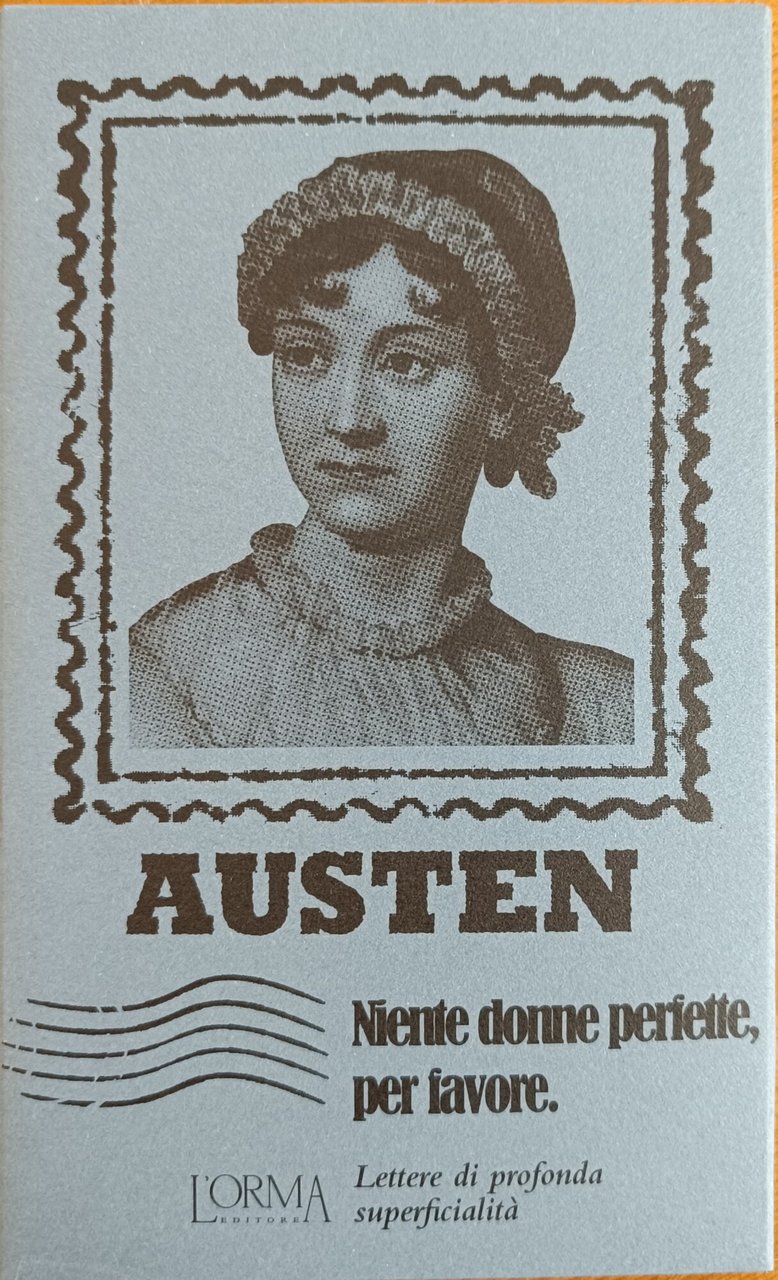 AUSTEN
Niente donne perfette,
per favore.
L'ORMA
EDITORE
Lettere di profonda
superficialità